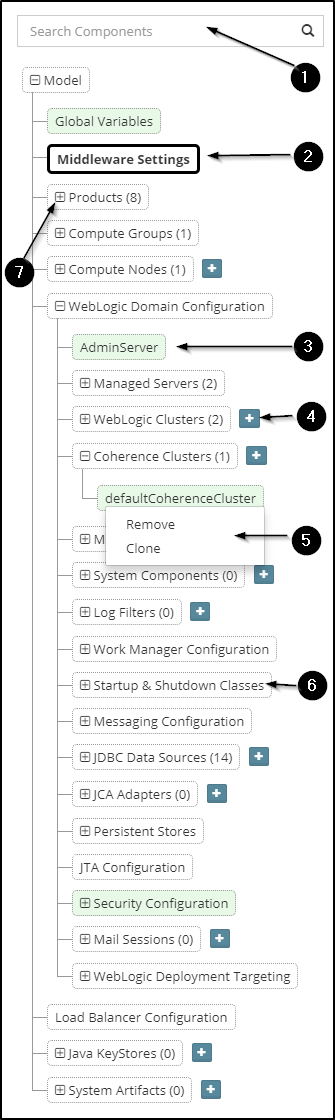 Search Components
1
Model
Global Variables
Middleware Settings
2
Products (8)
7
Compute Groups (1)
Compute Nodes (1) +
WebLogic Domain Configuration
AdminServer
3
Managed Servers (2)
WebLogic Clusters (2) +
4
Coherence Clusters (1) +
defaultCoherenceCluster
Remove
Clone
5
M
System Components (0) +
Log Filters (0) +
Work Manager Configuration
Startup & Shutdown Classes
6
Messaging Configuration
JDBC Data Sources (14) +
JCA Adapters (0) +
Persistent Stores
JTA Configuration
Security Configuration
Mail Sessions (0) +
WebLogic Deployment Targeting
Load Balancer Configuration
Java KeyStores (0) +
System Artifacts (0) +